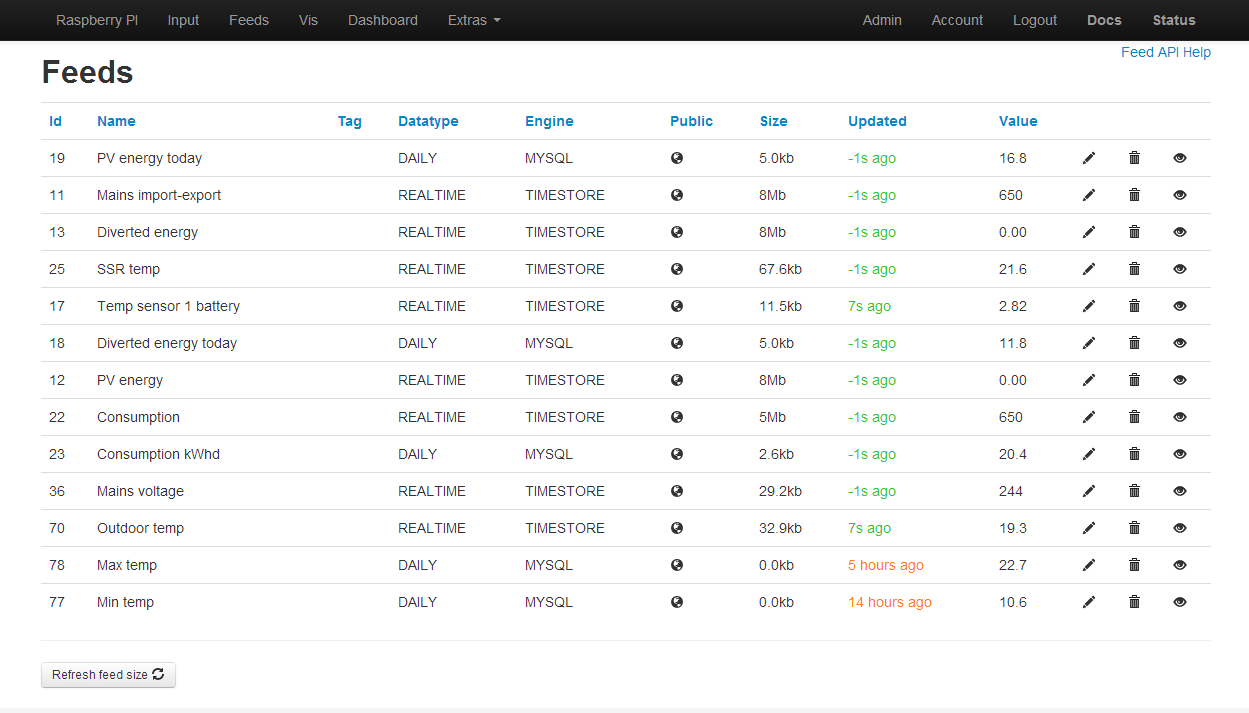 Raspberry PI Input Feeds Vis Dashboard Extras Admin Account Logout Docs Status
Feed API Help
Feeds
Id Name Tag Datatype Engine Public Size Updated Value
19 PV energy today DAILY MYSQL 5.0kb -1s ago 16.8
11 Mains import-export REALTIME TIMESTORE 8Mb -1s ago 650
13 Diverted energy REALTIME TIMESTORE 8Mb -1s ago 0.00
25 SSR temp REALTIME TIMESTORE 67.6kb -1s ago 21.6
17 Temp sensor 1 battery REALTIME TIMESTORE 11.5kb 7s ago 2.82
18 Diverted energy today DAILY MYSQL 5.0kb -1s ago 11.8
12 PV energy REALTIME TIMESTORE 8Mb -1s ago 0.00
22 Consumption REALTIME TIMESTORE 5Mb -1s ago 650
23 Consumption kWhd DAILY MYSQL 2.6kb -1s ago 20.4
36 Mains voltage REALTIME TIMESTORE 29.2kb -1s ago 244
70 Outdoor temp REALTIME TIMESTORE 32.9kb 7s ago 19.3
78 Max temp DAILY MYSQL 0.0kb 5 hours ago 22.7
77 Min temp DAILY MYSQL 0.0kb 14 hours ago 10.6
Refresh feed size